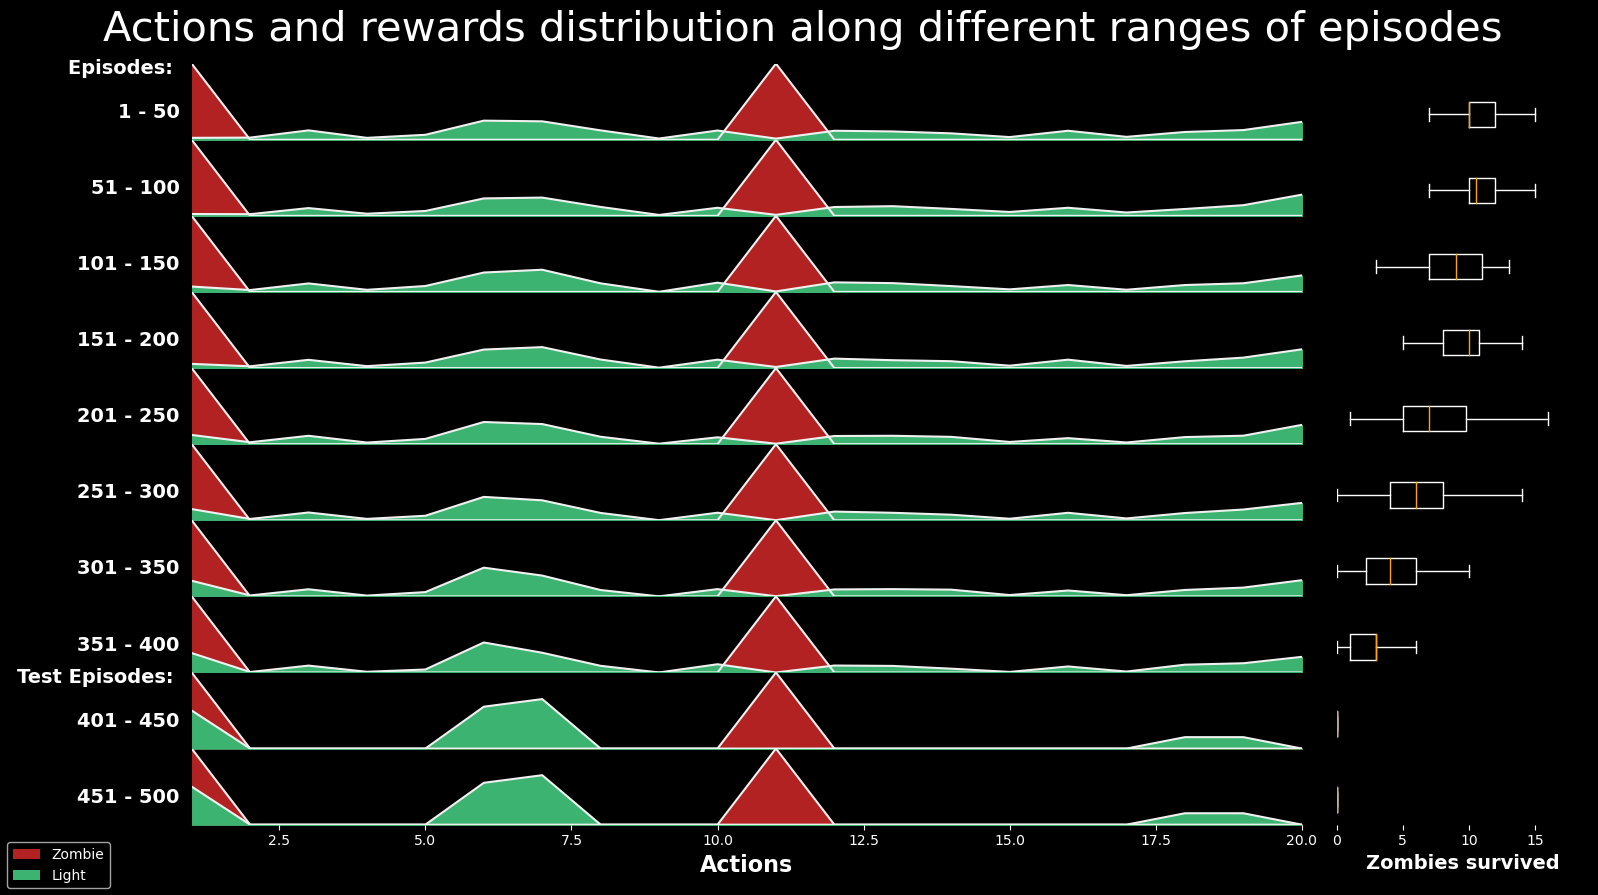 Actions and rewards distribution along different ranges of episodes
Episodes:
1 - 50
51 - 100
101 - 150
151 - 200
201 - 250
251 - 300
301 - 350
351 - 400
Test Episodes:
401 - 450
451 - 500
2.5 5.0 7.5 10.0 12.5 15.0 17.5 20.0
Actions
0 5 10 15
Zombies survived
Zombie
Light